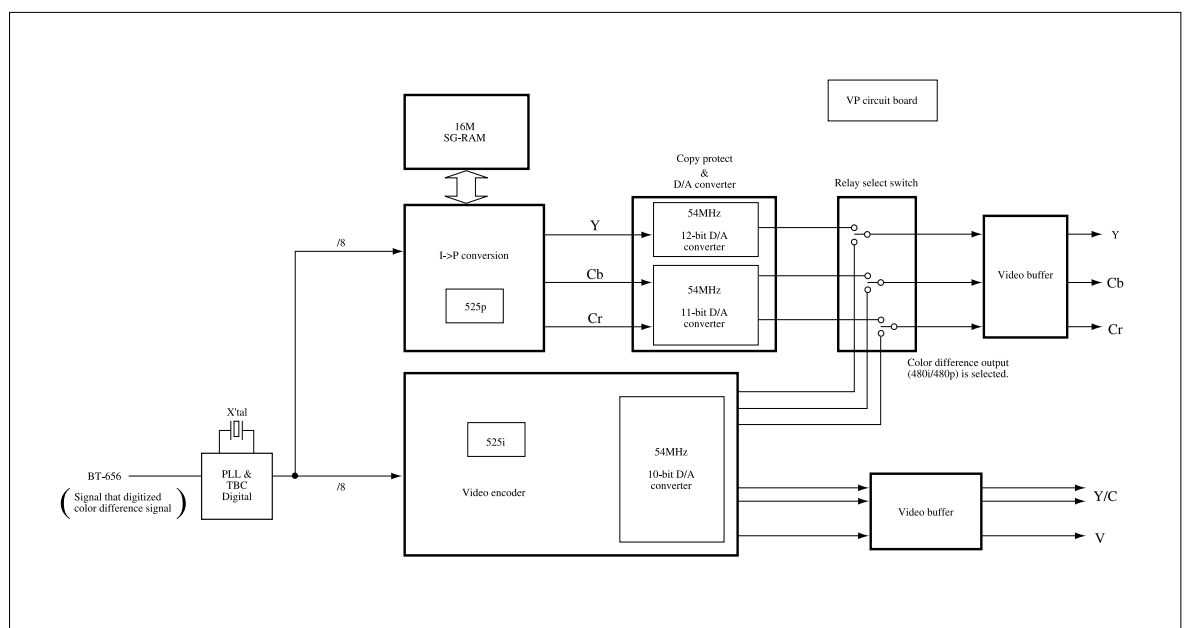 VP circuit board
16M
SG-RAM
Copy protect
&
D/A converter
Relay select switch
/8
I->P conversion
525p
Y
Cb
Cr
54MHz
12-bit D/A
converter
54MHz
11-bit D/A
converter
Video buffer
Y
Cb
Cr
Color difference output
(480i/480p) is selected.
X'tal
BT-656
(Signal that digitized
color difference signal)
PLL &
TBC
Digital
/8
525i
Video encoder
54MHz
10-bit D/A
converter
Video buffer
Y/C
V